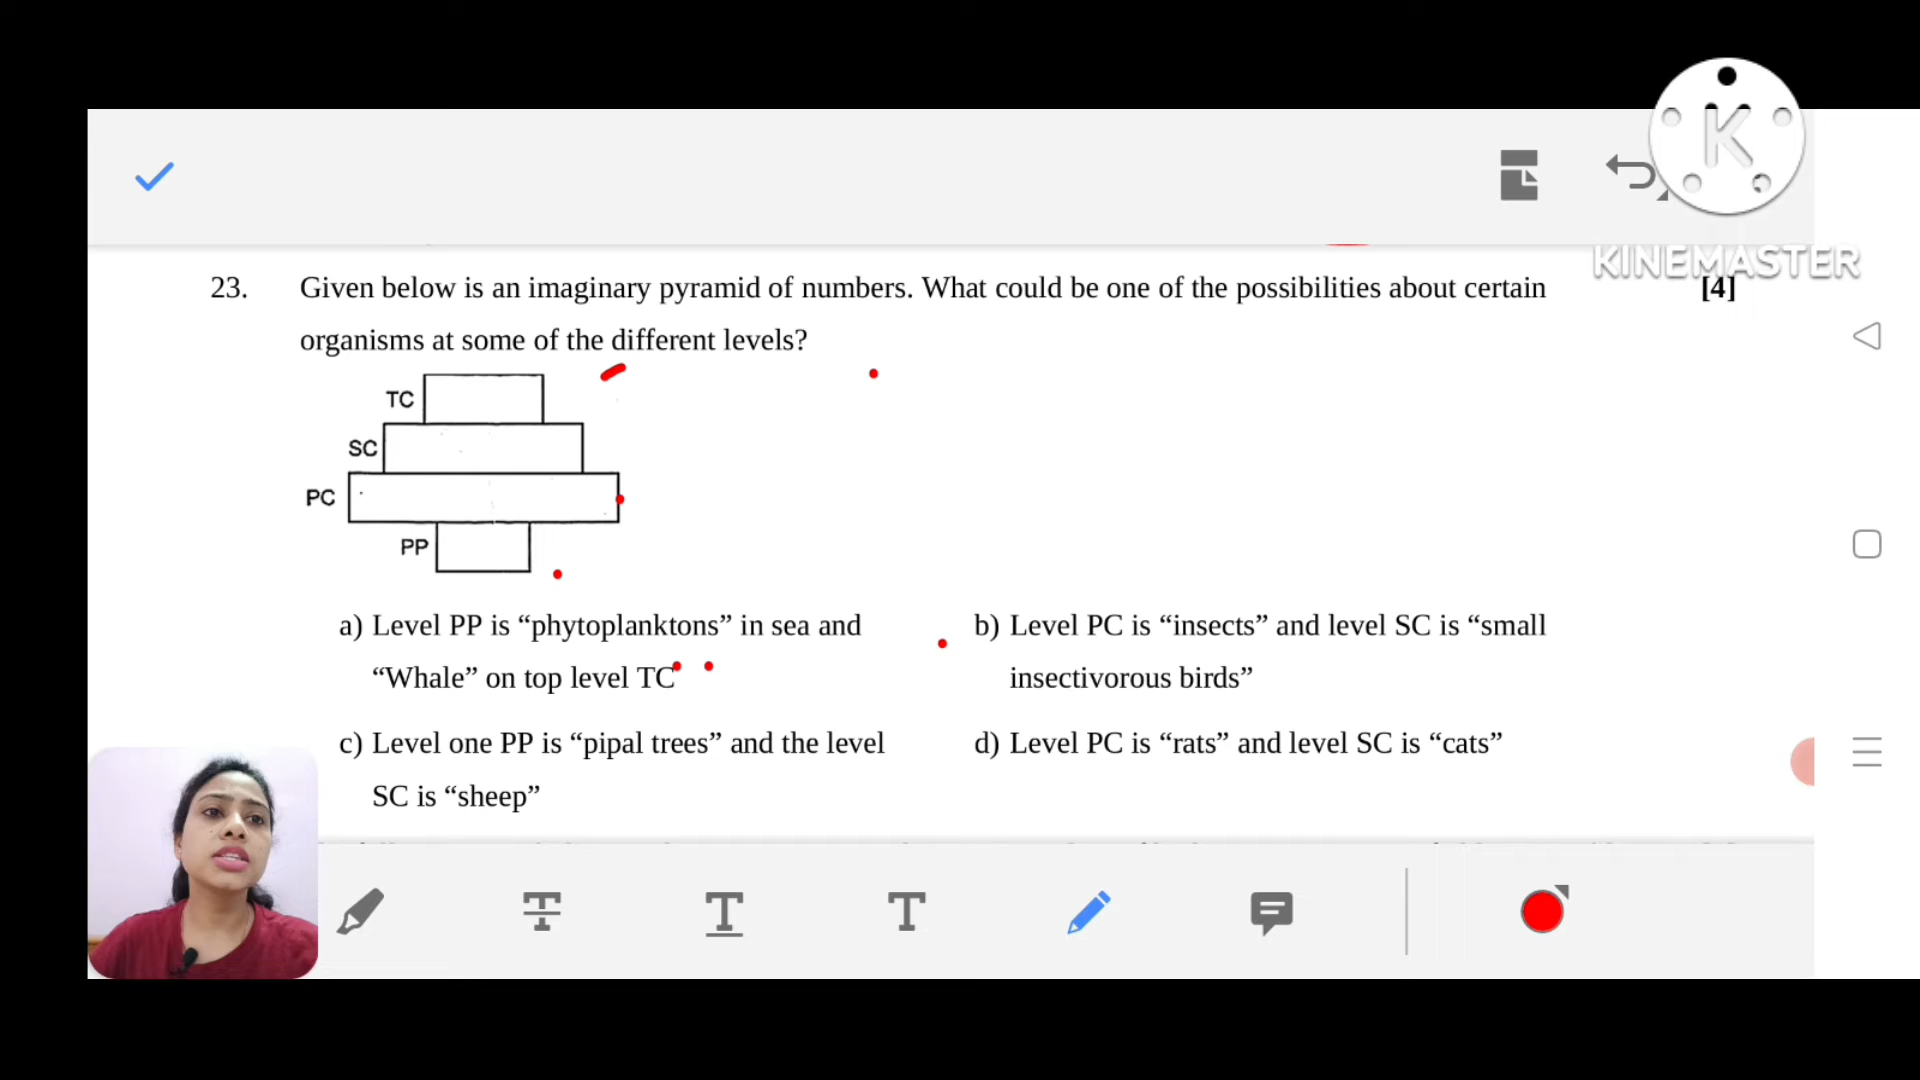 KINEMASTER
23. Given below is an imaginary pyramid of numbers. What could be one of the possibilities about certain [4]
organisms at some of the different levels?
TC
SC
PC
PP
a) Level PP is “phytoplanktons” in sea and
“Whale” on top level TC
b) Level PC is “insects” and level SC is “small
insectivorous birds”
c) Level one PP is “pipal trees” and the level
SC is “sheep”
d) Level PC is “rats” and level SC is “cats”